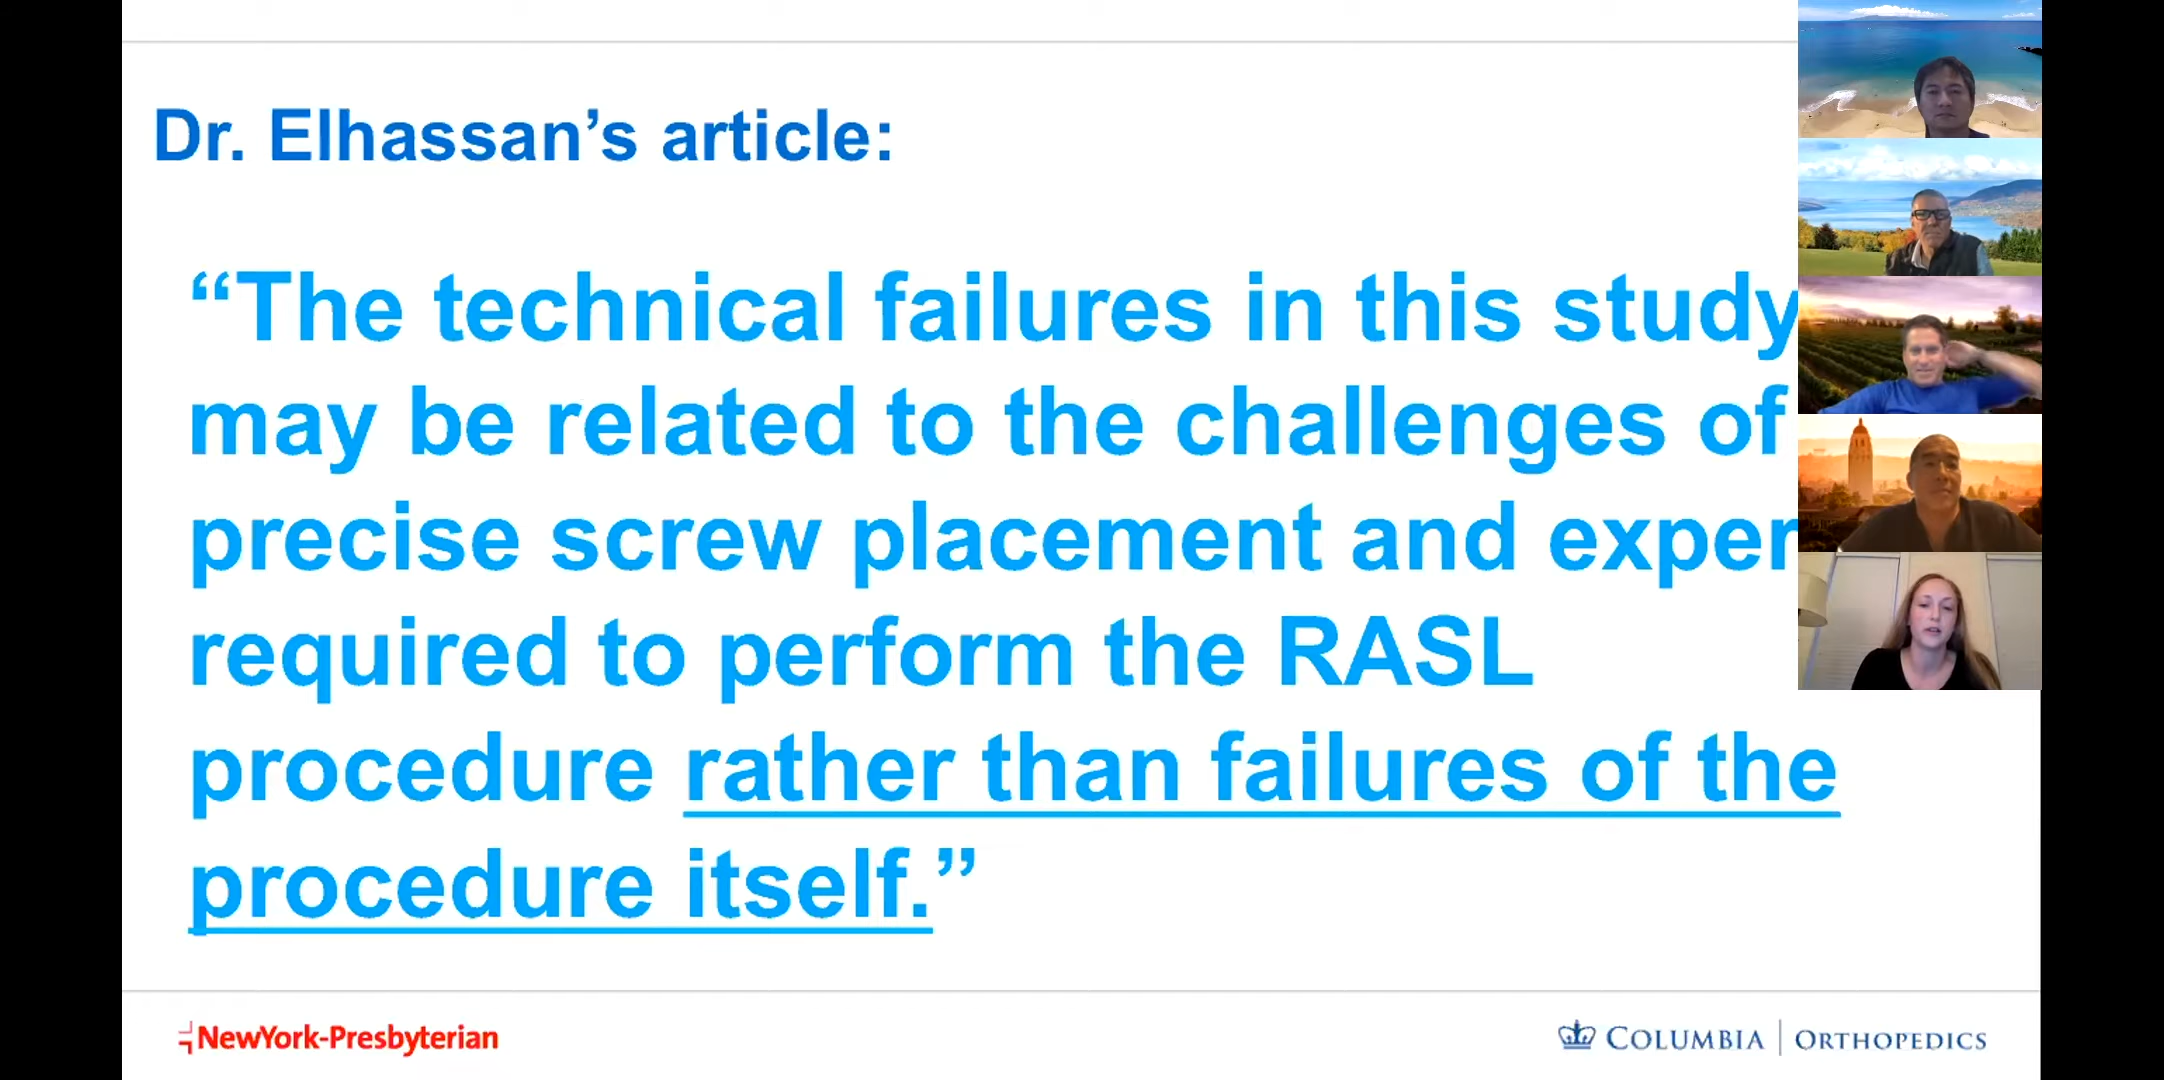 Dr. Elhassan’s article:
“The technical failures in this study
may be related to the challenges of
precise screw placement and exper
required to perform the RASL
procedure rather than failures of the
procedure itself.”
NewYork-Presbyterian
COLUMBIA | ORTHOPEDICS